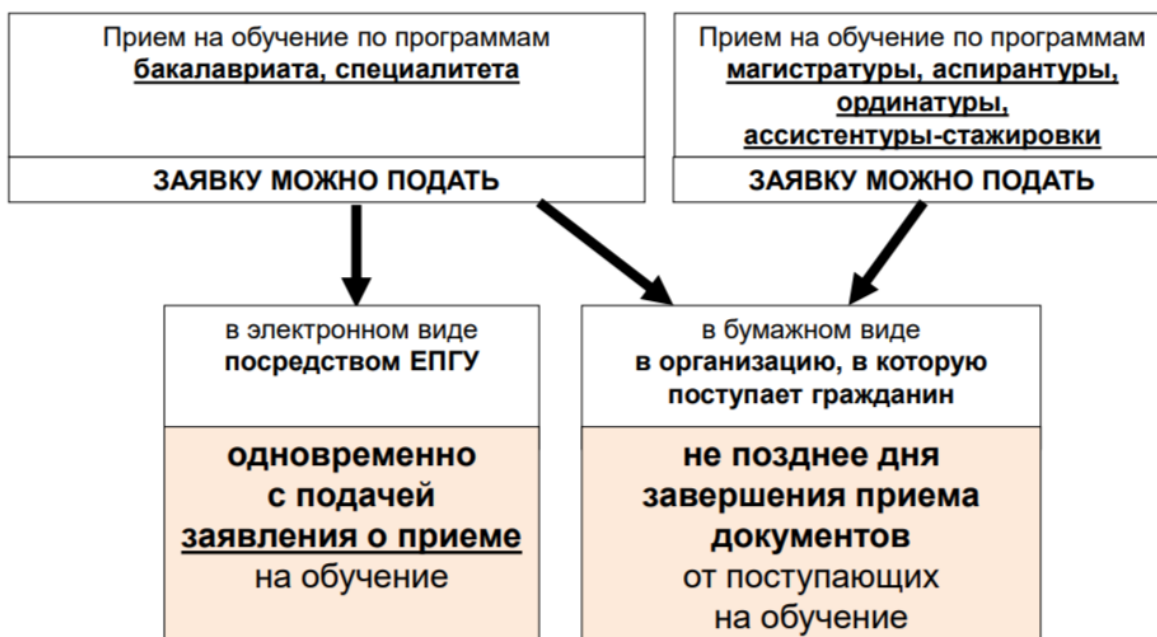 Прием на обучение по программам
бакалавриата, специалитета
ЗАЯВКУ МОЖНО ПОДАТЬ
Прием на обучение по программам
магистратуры, аспирантуры,
ординатуры,
ассистентуры-стажировки
ЗАЯВКУ МОЖНО ПОДАТЬ
в электронном виде
посредством ЕПГУ
одновременно
с подачей
заявления о приеме
на обучение
в бумажном виде
в организацию, в которую
поступает гражданин
не позднее дня
завершения приема
документов
от поступающих
на обучение